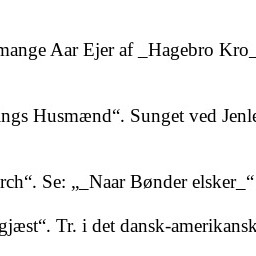 mange Aar Ejer af _Hagebro Kro_
ngs Husmænd“. Sunget ved Jenle
rch“. Se: „_Naar Bønder elsker_“
gjæst“. Tr. i det dansk-amerikansk